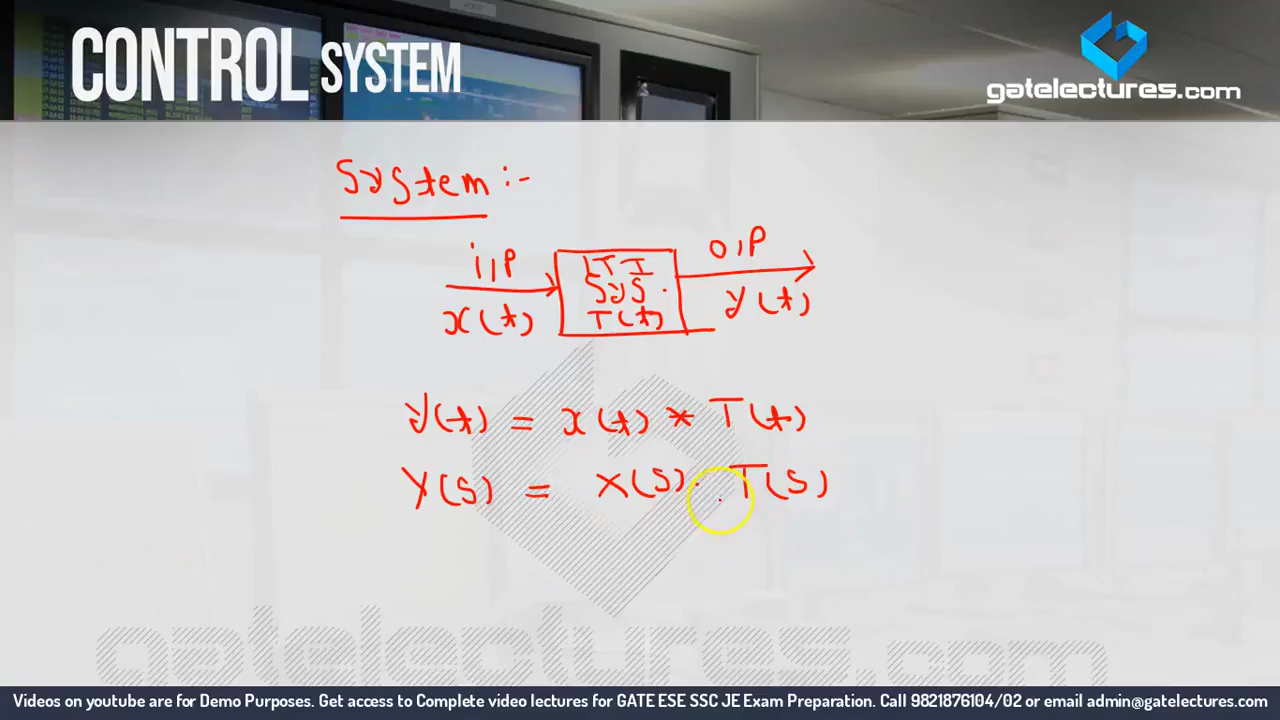 CONTROL SYSTEM
gatelectures.com
System :-
i/P
O/P
LTI
Sys.
T(t)
x(t)
y(t)
y(t) = x(t) * T(t)
Y(S) = X(S) . T(S)
gatelectures.com
Videos on youtube are for Demo Purposes. Get access to Complete video lectures for GATE ESE SSC JE Exam Preparation. Call 9821876104/02 or email admin@gatelectures.com